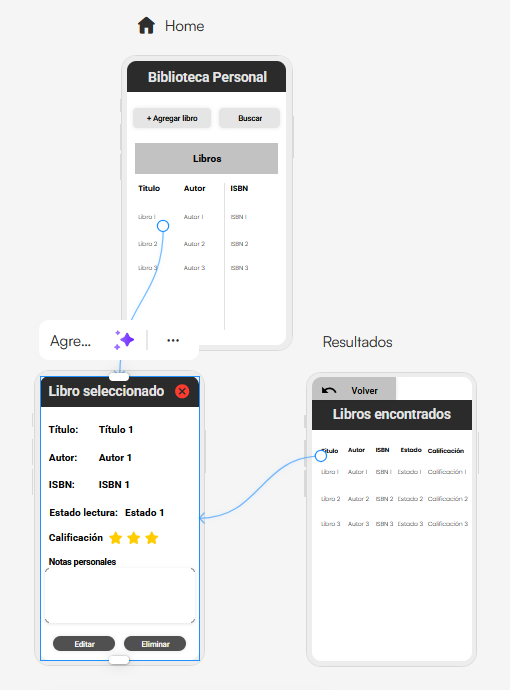 Home
Biblioteca Personal
+ Agregar libro Buscar
Libros
Titulo Autor ISBN
Libro 1 Autor 1 ISBN 1
Libro 2 Autor 2 ISBN 2
Libro 3 Autor 3 ISBN 3
Agre... ...
Libro seleccionado
Título: Título 1
Autor: Autor 1
ISBN: ISBN 1
Estado lectura: Estado 1
Calificación
Notas personales
Editar Eliminar
Resultados
Volver
Libros encontrados
Titulo Autor ISBN Estado Calificación
Libro 1 Autor 1 ISBN 1 Estado 1 Calificación 1
Libro 2 Autor 2 ISBN 2 Estado 2 Calificación 2
Libro 3 Autor 3 ISBN 3 Estado 3 Calificación 3